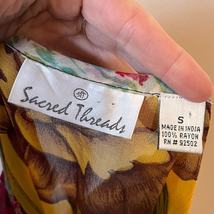 Sacred Threads
S
MADE IN INDIA
100% RAYON
RN # 92502